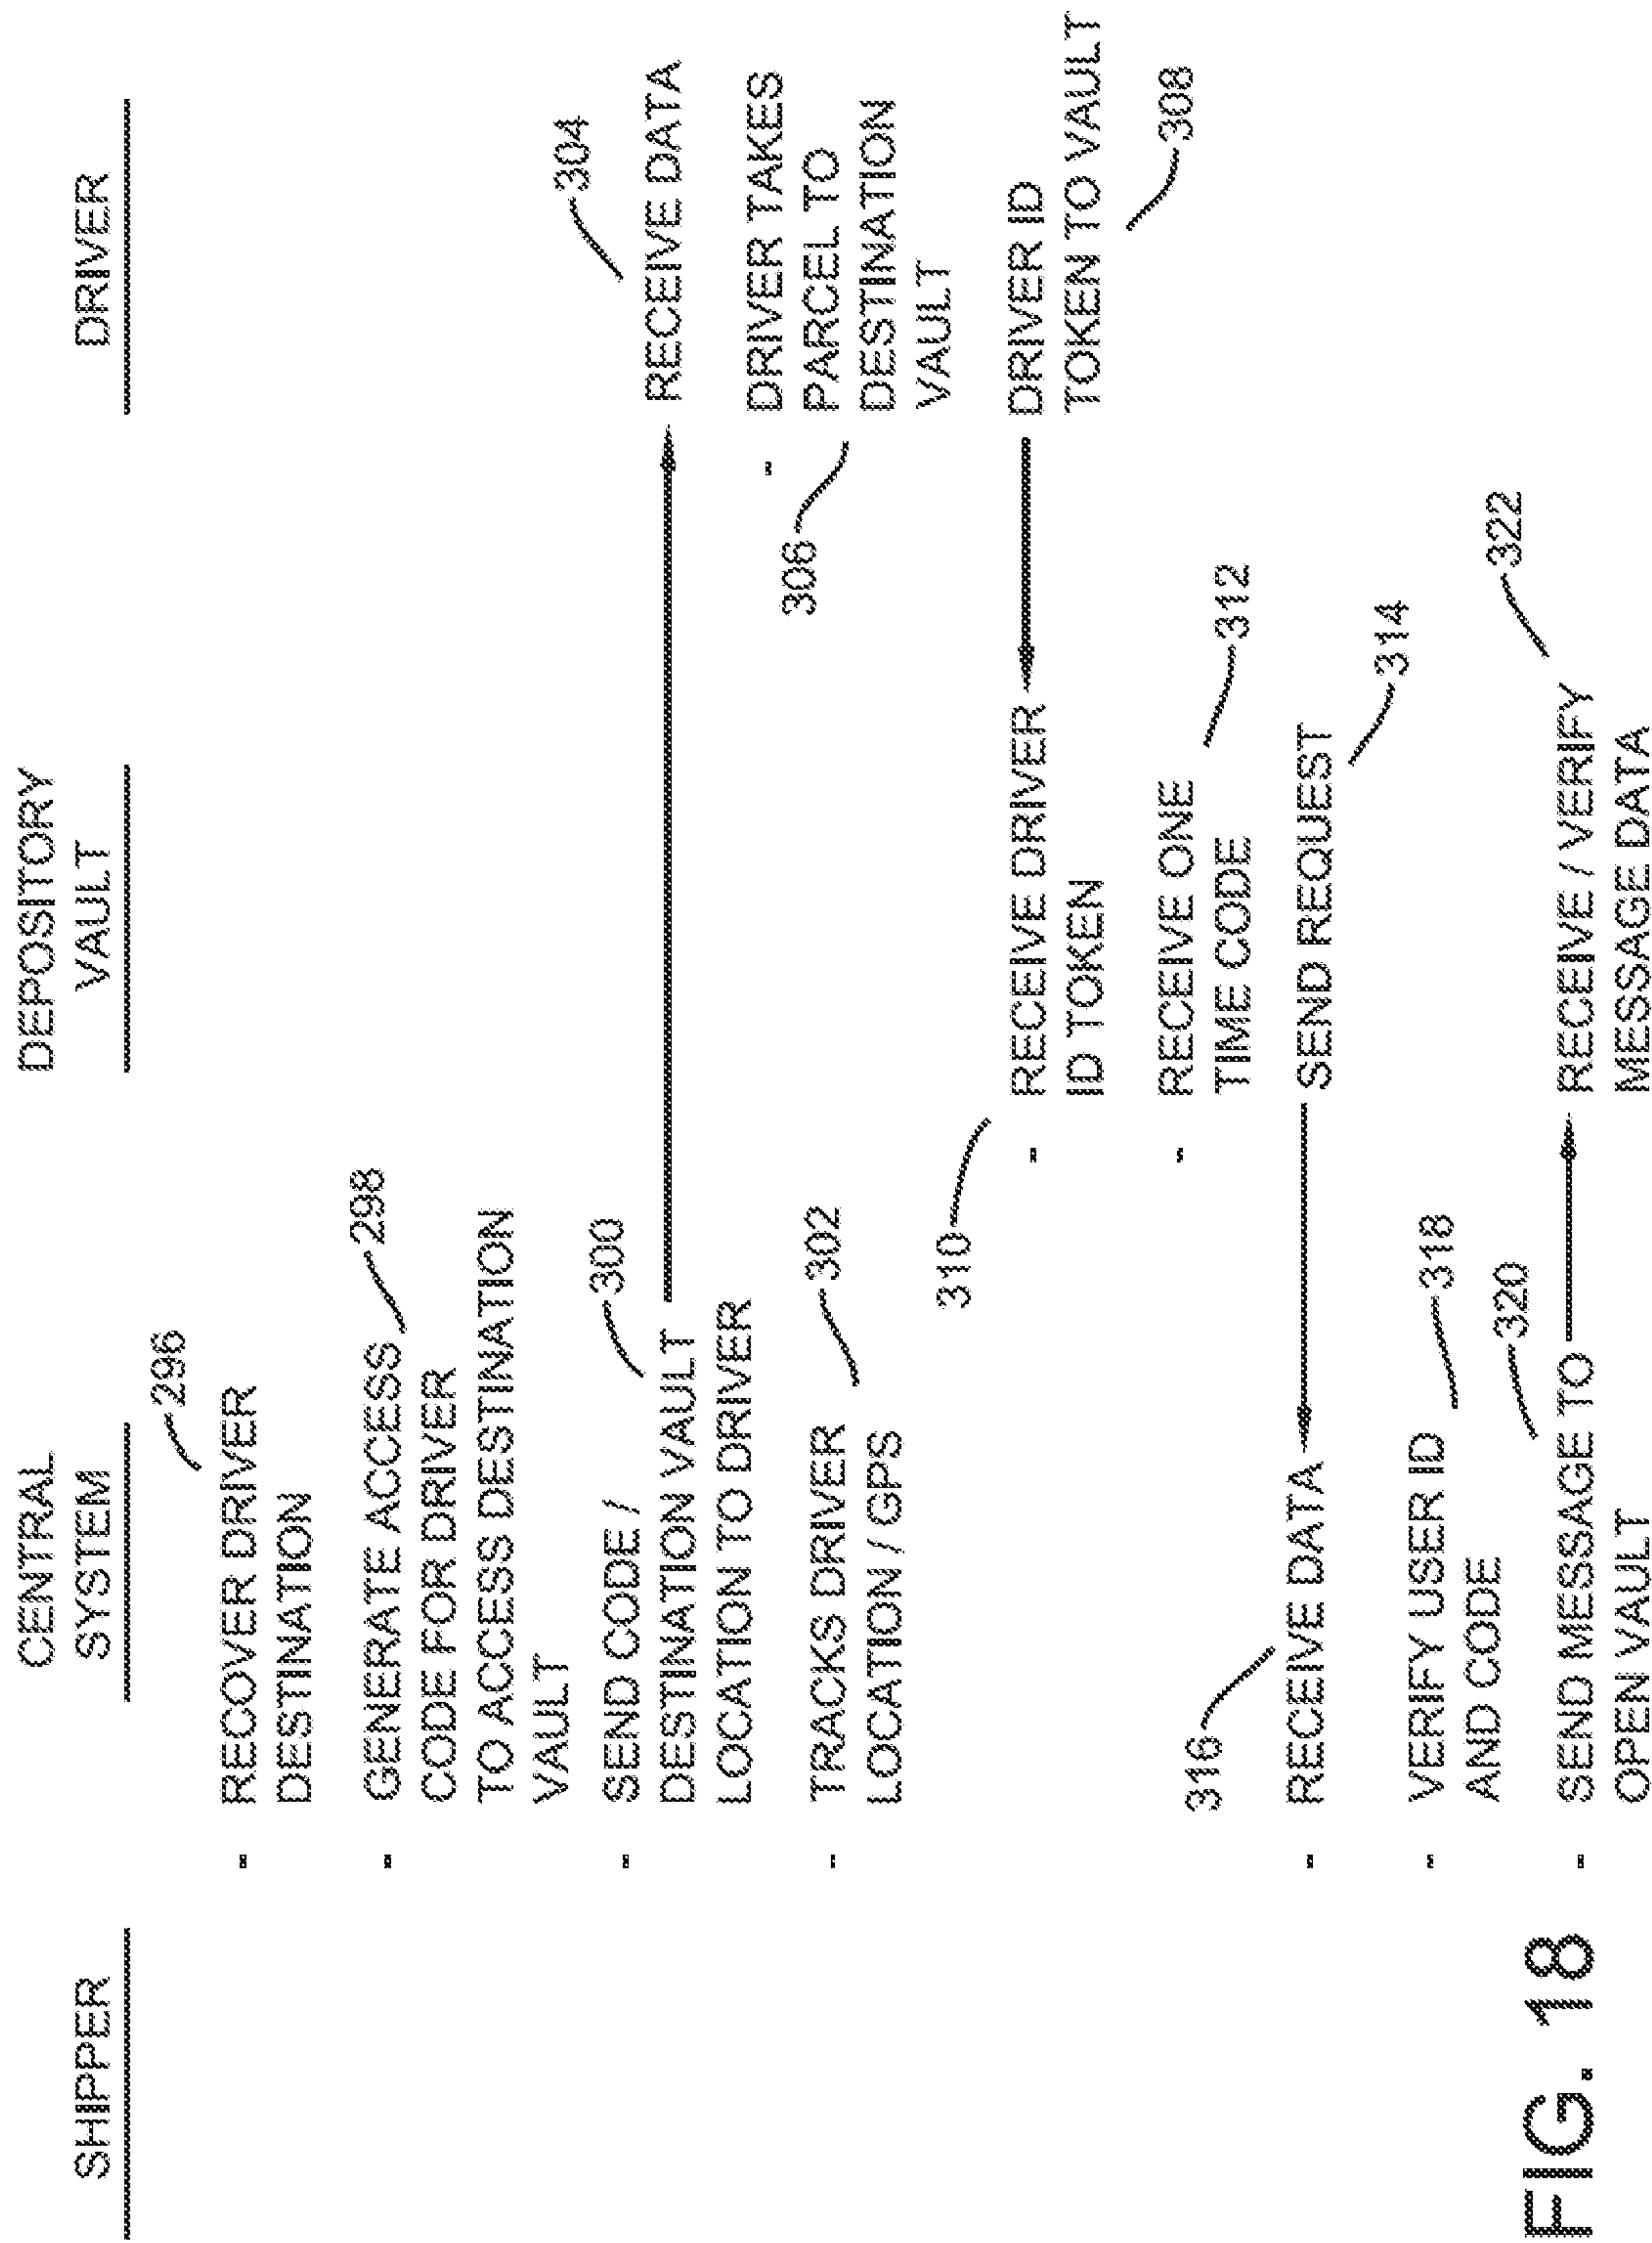 SHIPPER
CENTRAL
SYSTEM
DEPOSITORY
VAULT
DRIVER
296
- RECOVER DRIVER
DESTINATION
298
- GENERATE ACCESS
CODE FOR DRIVER
TO ACCESS DESTINATION
VAULT
300
- SEND CODE /
DESTINATION VAULT
LOCATION TO DRIVER
304
RECEIVE DATA
302
- TRACKS DRIVER
LOCATION / GPS
306
- DRIVER TAKES
PARCEL TO
DESTINATION
VAULT
DRIVER ID
TOKEN TO VAULT
308
310
- RECEIVE DRIVER
ID TOKEN
312
- RECEIVE ONE
TIME CODE
SEND REQUEST
314
316
- RECEIVE DATA
318
- VERIFY USER ID
AND CODE
320
- SEND MESSAGE TO
OPEN VAULT
322
RECEIVE / VERIFY
MESSAGE DATA
FIG. 18